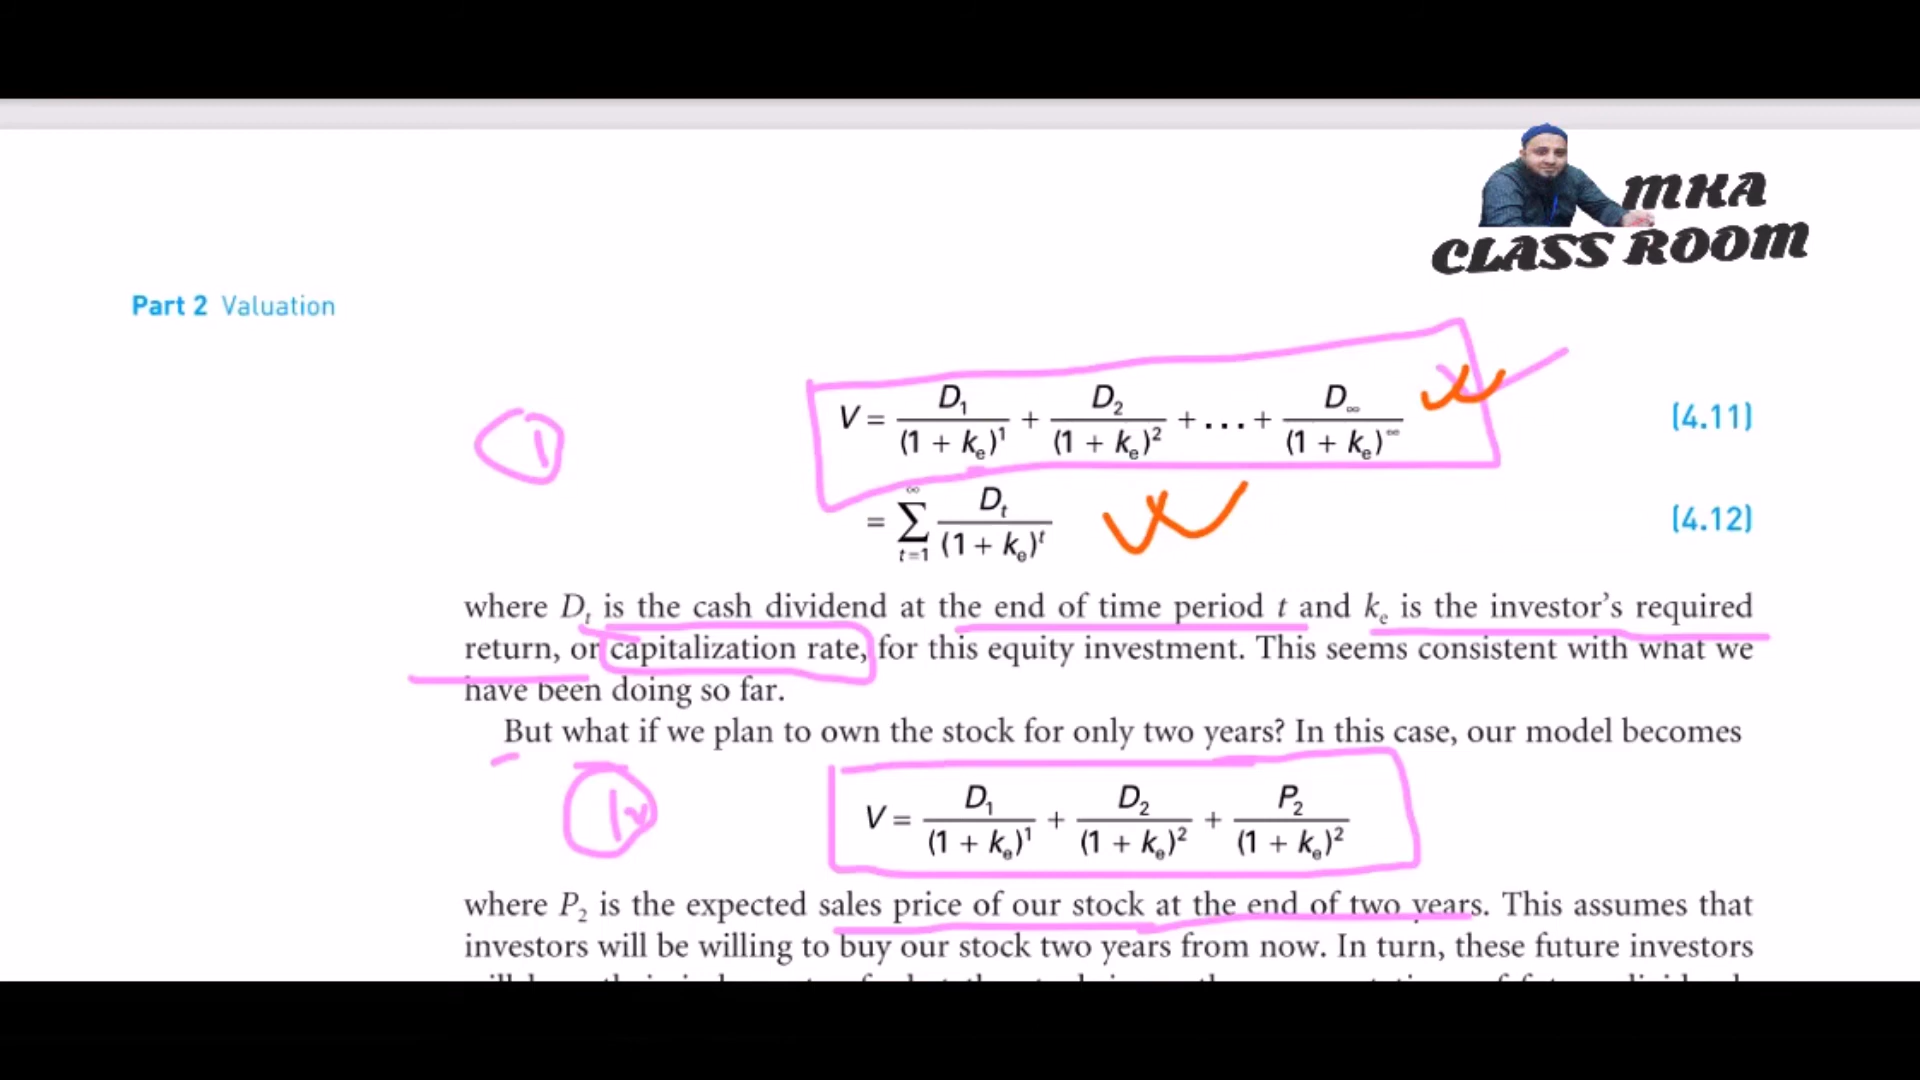 MKA
CLASS ROOM
Part 2 Valuation
V = D₁/(1 + kₑ)¹ + D₂/(1 + kₑ)² + . . . + D∞/(1 + kₑ)∞ (4.11)
1
= ∑ t=1 ∞ Dₜ/(1 + kₑ)ᵗ (4.12)
where Dₜ is the cash dividend at the end of time period t and kₑ is the investor's required
return, or capitalization rate, for this equity investment. This seems consistent with what we
have been doing so far.
But what if we plan to own the stock for only two years? In this case, our model becomes
V = D₁/(1 + kₑ)¹ + D₂/(1 + kₑ)² + P₂/(1 + kₑ)²
where P₂ is the expected sales price of our stock at the end of two years. This assumes that
investors will be willing to buy our stock two years from now. In turn, these future investors